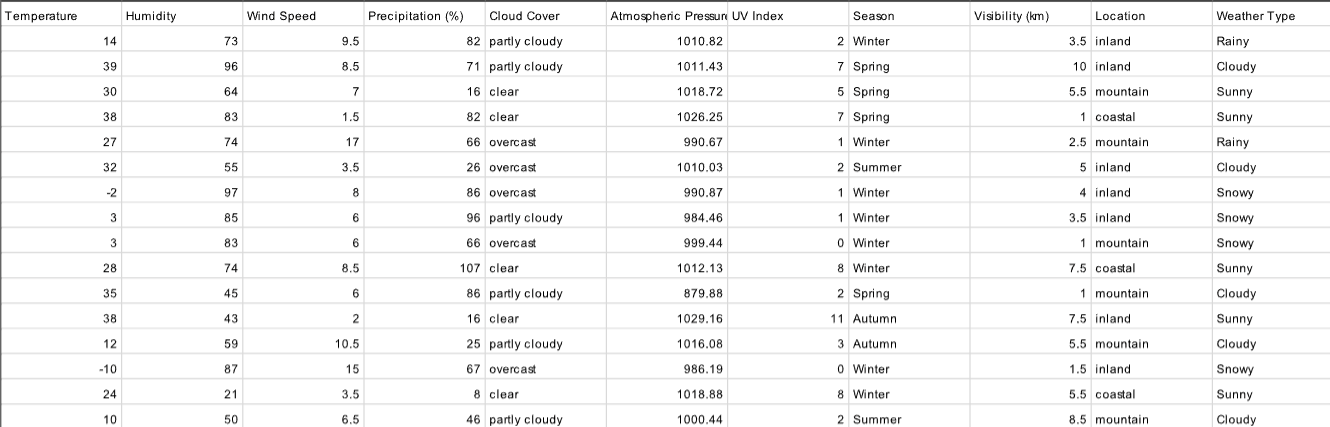 Temperature Humidity Wind Speed Precipitation (%) Cloud Cover Atmospheric Pressure UV Index Season Visibility (km) Location Weather Type
14 73 9.5 82 partly cloudy 1010.82 2 Winter 3.5 inland Rainy
39 96 8.5 71 partly cloudy 1011.43 7 Spring 10 inland Cloudy
30 64 7 16 clear 1018.72 5 Spring 5.5 mountain Sunny
38 83 1.5 82 clear 1026.25 7 Spring 1 coastal Sunny
27 74 17 66 overcast 990.67 1 Winter 2.5 mountain Rainy
32 55 3.5 26 overcast 1010.03 2 Summer 5 inland Cloudy
-2 97 8 86 overcast 990.87 1 Winter 4 inland Snowy
3 85 6 96 partly cloudy 984.46 1 Winter 3.5 inland Snowy
3 83 6 66 overcast 999.44 0 Winter 1 mountain Snowy
28 74 8.5 107 clear 1012.13 8 Winter 7.5 coastal Sunny
35 45 6 86 partly cloudy 879.88 2 Spring 1 mountain Cloudy
38 43 2 16 clear 1029.16 11 Autumn 7.5 inland Sunny
12 59 10.5 25 partly cloudy 1016.08 3 Autumn 5.5 mountain Cloudy
-10 87 15 67 overcast 986.19 0 Winter 1.5 inland Snowy
24 21 3.5 8 clear 1018.88 8 Winter 5.5 coastal Sunny
10 50 6.5 46 partly cloudy 1000.44 2 Summer 8.5 mountain Cloudy